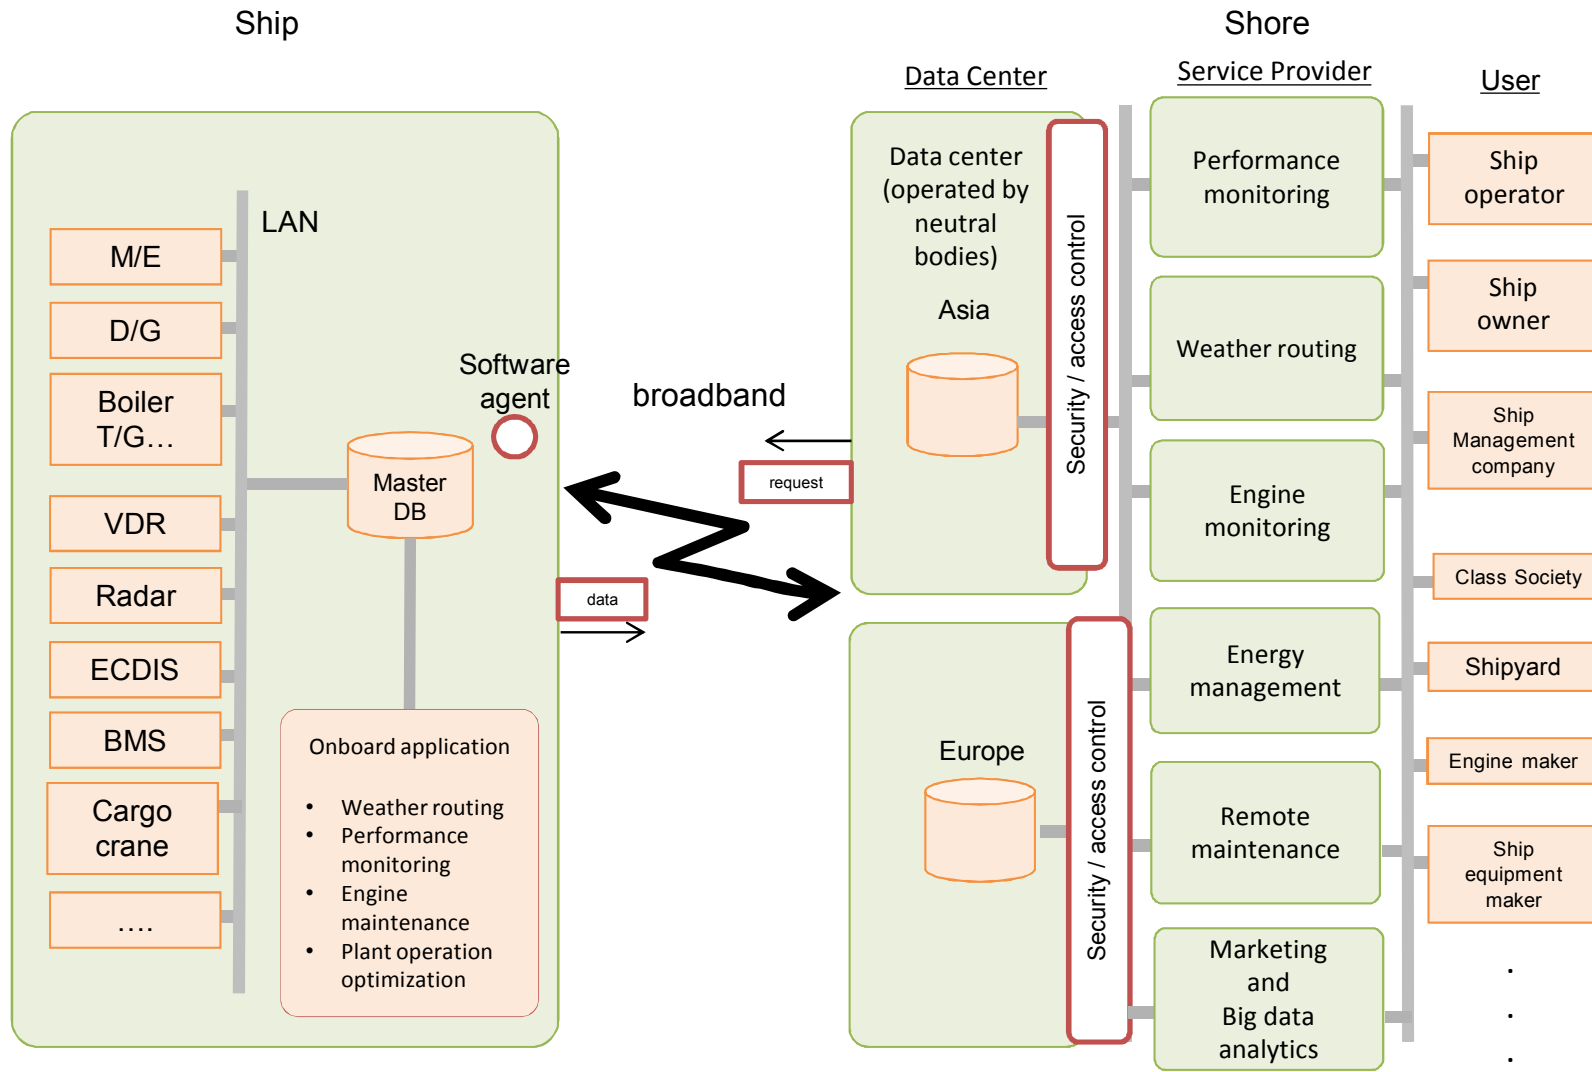 Ship
Shore
Data Center
Service Provider
User
LAN
M/E
D/G
Boiler
T/G…
VDR
Radar
ECDIS
BMS
Cargo
crane
….
Software
agent
Master
DB
Onboard application
• Weather routing
• Performance
monitoring
• Engine
maintenance
• Plant operation
optimization
broadband
request
data
Data center
(operated by
neutral
bodies)
Asia
Security / access control
Europe
Security / access control
Performance
monitoring
Weather routing
Engine
monitoring
Energy
management
Remote
maintenance
Marketing
and
Big data
analytics
Ship
operator
Ship
owner
Ship
Management
company
Class Society
Shipyard
Engine maker
Ship
equipment
maker
.
.
.